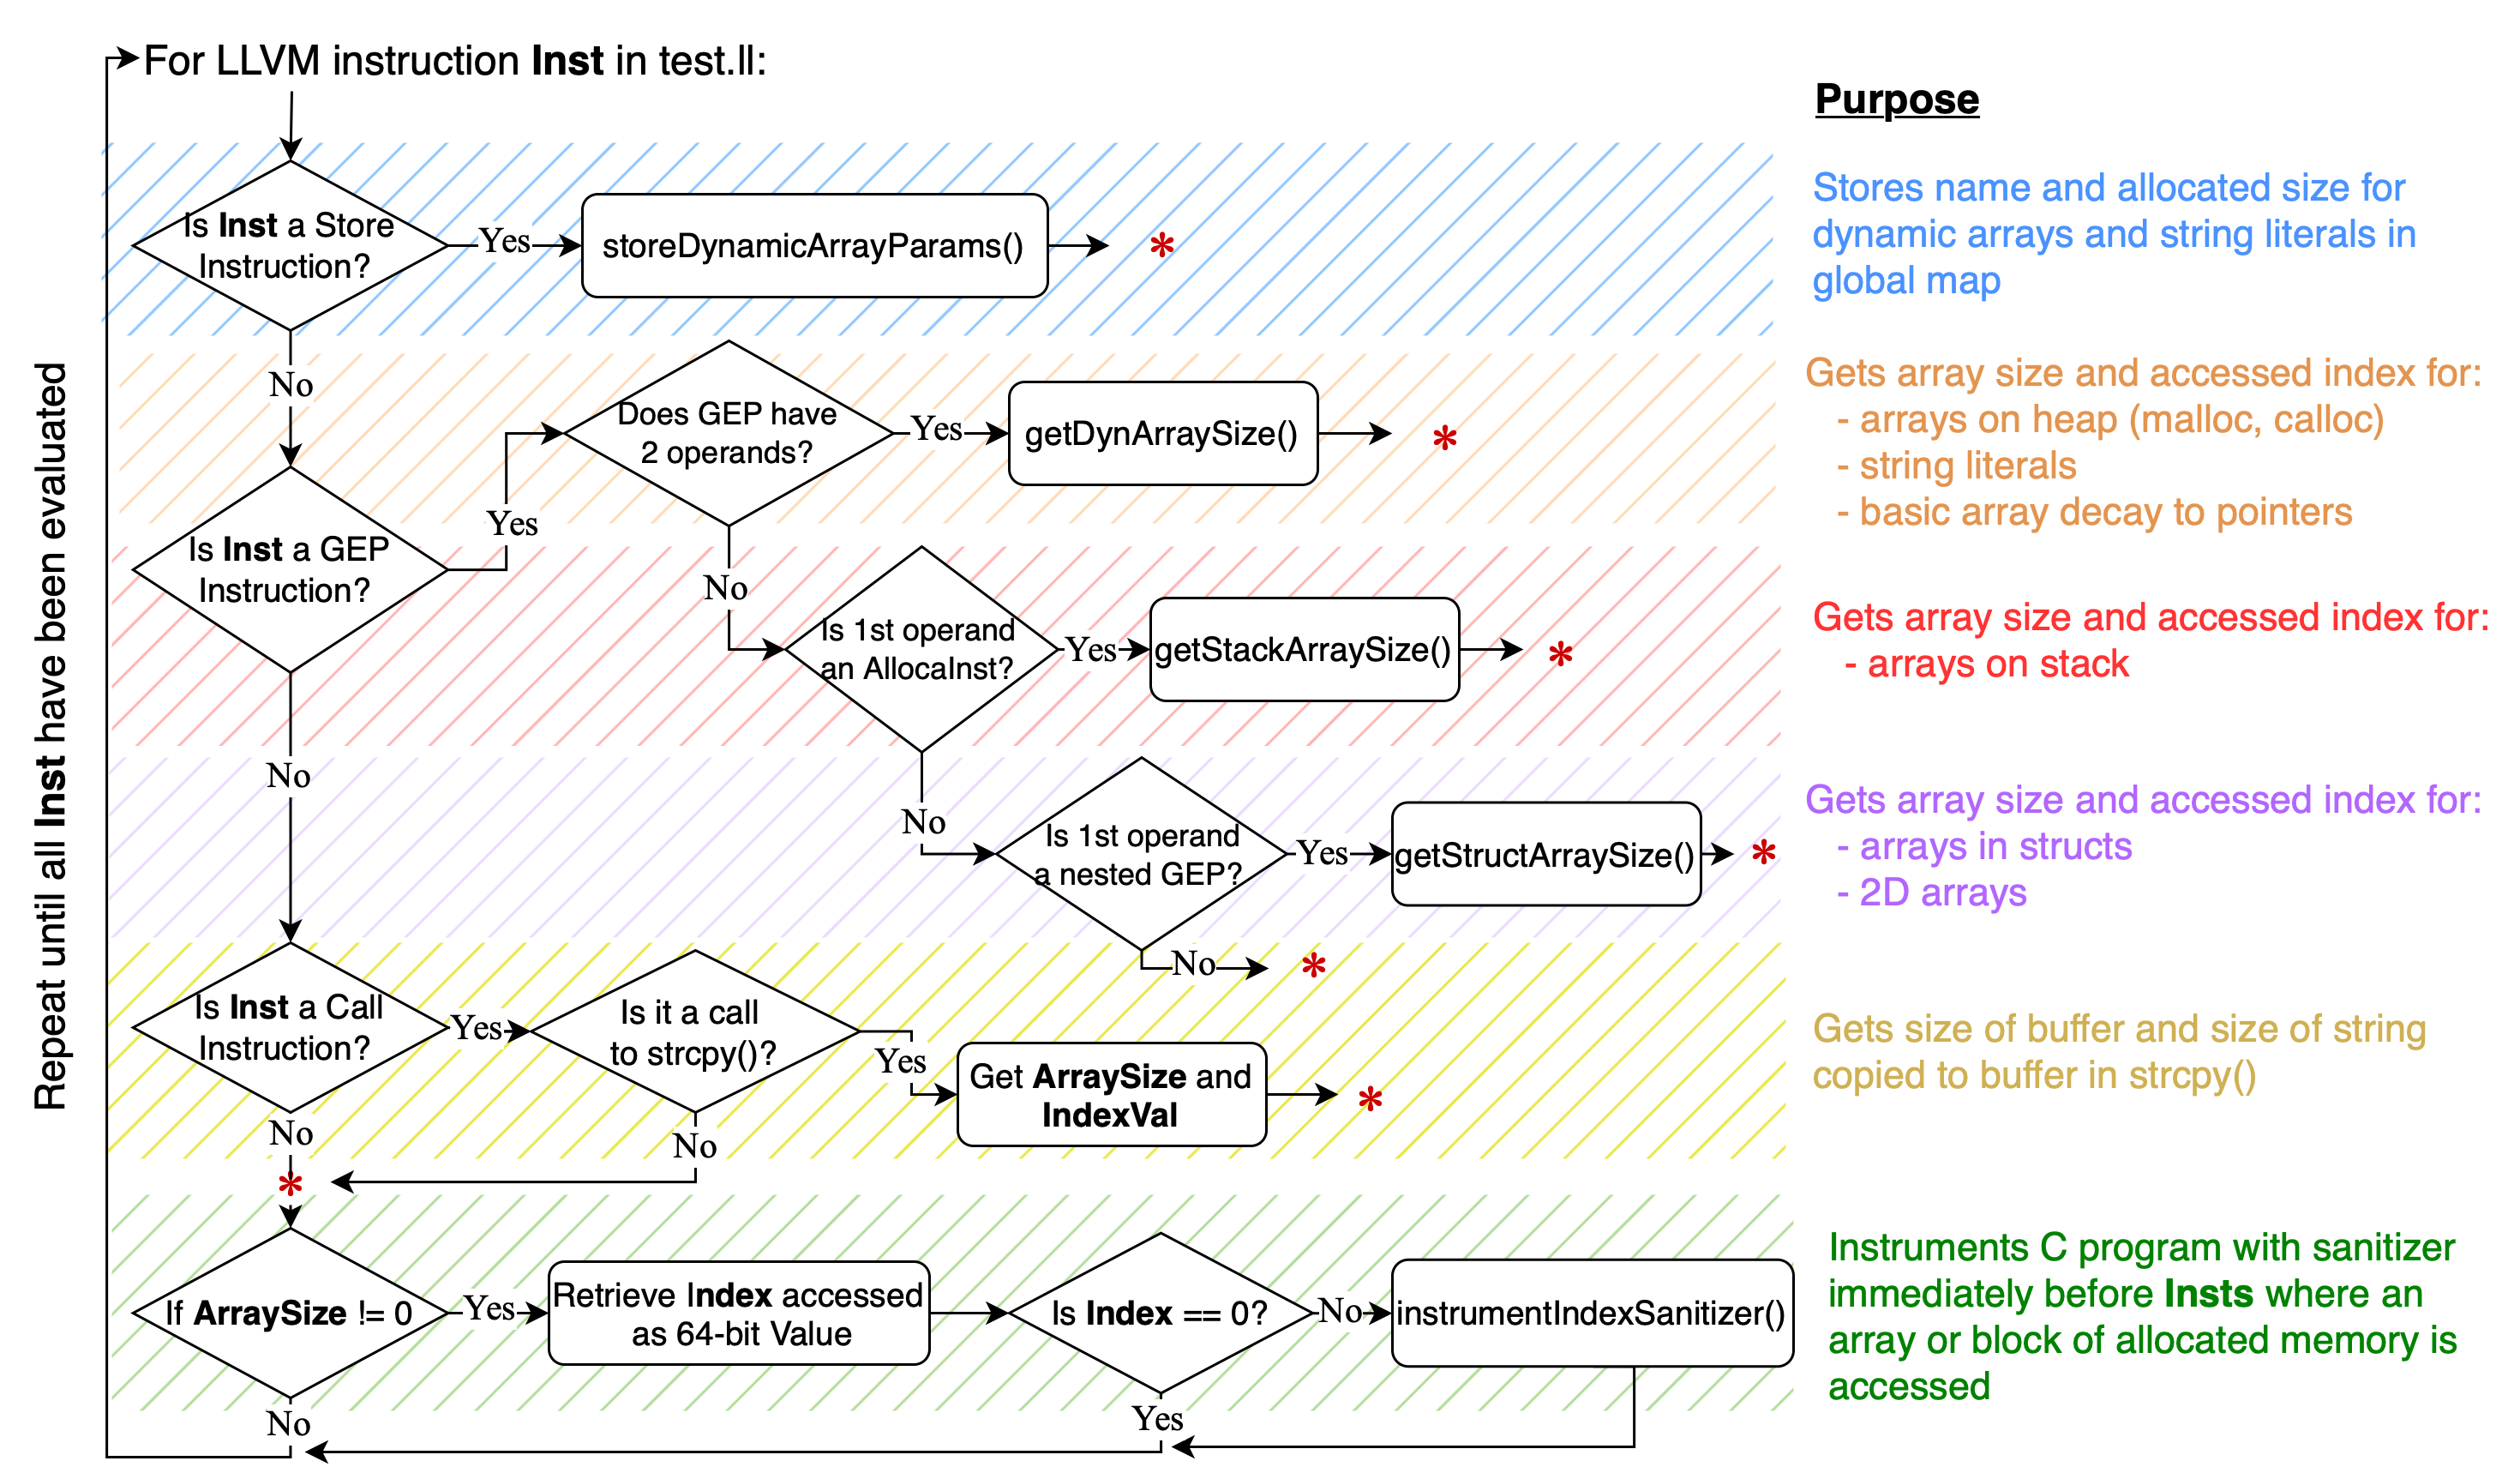 For LLVM instruction Inst in test.ll:
Purpose
Repeat until all Inst have been evaluated
Is Inst a Store
Instruction?
Yes
storeDynamicArrayParams()
*
Stores name and allocated size for
dynamic arrays and string literals in
global map
No
Does GEP have
2 operands?
Yes
getDynArraySize()
*
Gets array size and accessed index for:
- arrays on heap (malloc, calloc)
- string literals
- basic array decay to pointers
Is Inst a GEP
Instruction?
Yes
No
Is 1st operand
an AllocaInst?
Yes
getStackArraySize()
*
Gets array size and accessed index for:
- arrays on stack
No
No
Is 1st operand
a nested GEP?
Yes
getStructArraySize()
*
Gets array size and accessed index for:
- arrays in structs
- 2D arrays
No
*
Is Inst a Call
Instruction?
Yes
Is it a call
to strcpy()?
Yes
Get ArraySize and
IndexVal
*
Gets size of buffer and size of string
copied to buffer in strcpy()
No
No
*
If ArraySize != 0
Yes
Retrieve Index accessed
as 64-bit Value
Is Index == 0?
No
instrumentIndexSanitizer()
Instruments C program with sanitizer
immediately before Insts where an
array or block of allocated memory is
accessed
No
Yes